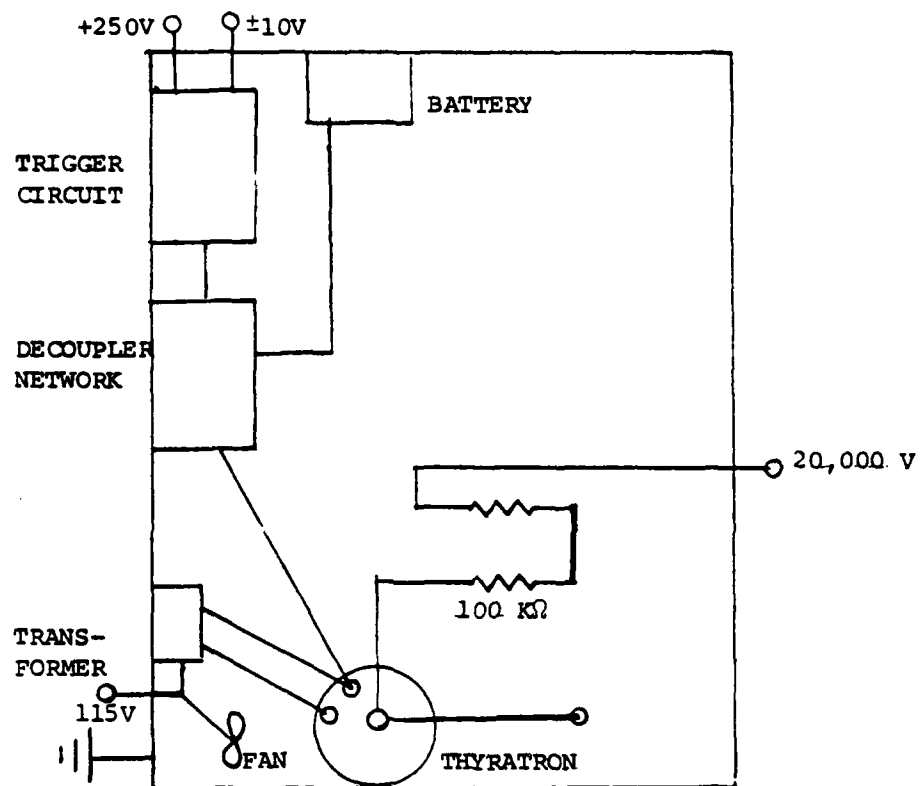 +250V
±10V
BATTERY
TRIGGER
CIRCUIT
DECOUPLER
NETWORK
20,000 V
100 KΩ
TRANS-
FORMER
115V
FAN
THYRATRON